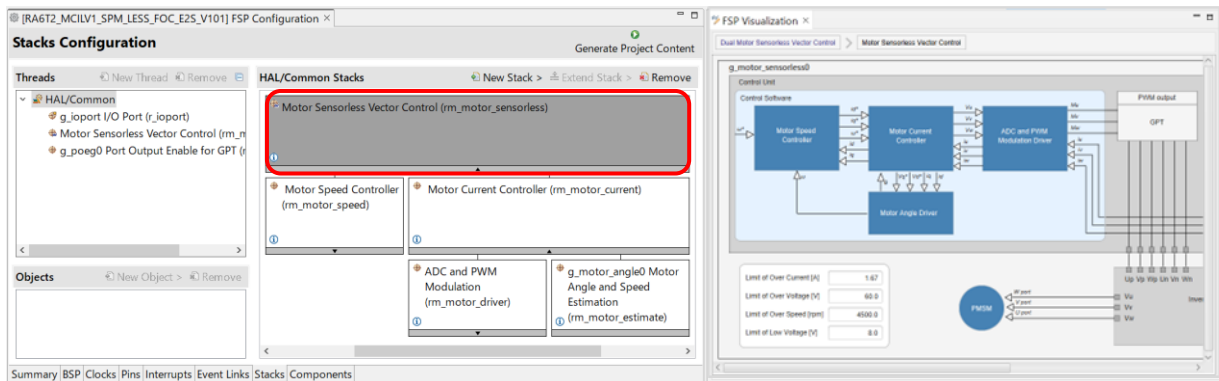 [RA6T2_MCILV1_SPM_LESS_FOC_E2S_V101] FSP Configuration ×
Stacks Configuration
Generate Project Content
Threads
New Thread
Remove
HAL/Common
g_ioport I/O Port (r_ioport)
Motor Sensorless Vector Control (rm_m
g_poeg0 Port Output Enable for GPT (r
Objects
New Object >
Remove
HAL/Common Stacks
New Stack >
Extend Stack >
Remove
Motor Sensorless Vector Control (rm_motor_sensorless)
Motor Speed Controller
(rm_motor_speed)
Motor Current Controller (rm_motor_current)
ADC and PWM
Modulation
(rm_motor_driver)
g_motor_angle0 Motor
Angle and Speed
Estimation
(rm_motor_estimate)
Summary BSP Clocks Pins Interrupts Event Links Stacks Components
FSP Visualization ×
Dual Motor Sensorless Vector Control
Motor Sensorless Vector Control
g_motor_sensorless0
Control Unit
Control Software
Motor Speed
Controller
Motor Current
Controller
ADC and PWM
Modulation Driver
Motor Angle Driver
PWM output
GPT
Up Vp Wp Un Vn Wn
Limit of Over Current [A] 1.67
Limit of Over Voltage [V] 60.0
Limit of Over Speed [rpm] 4500.0
Limit of Low Voltage [V] 8.0
PMSM
W port
V port
U port
Vu
Vv
Vw
Inver